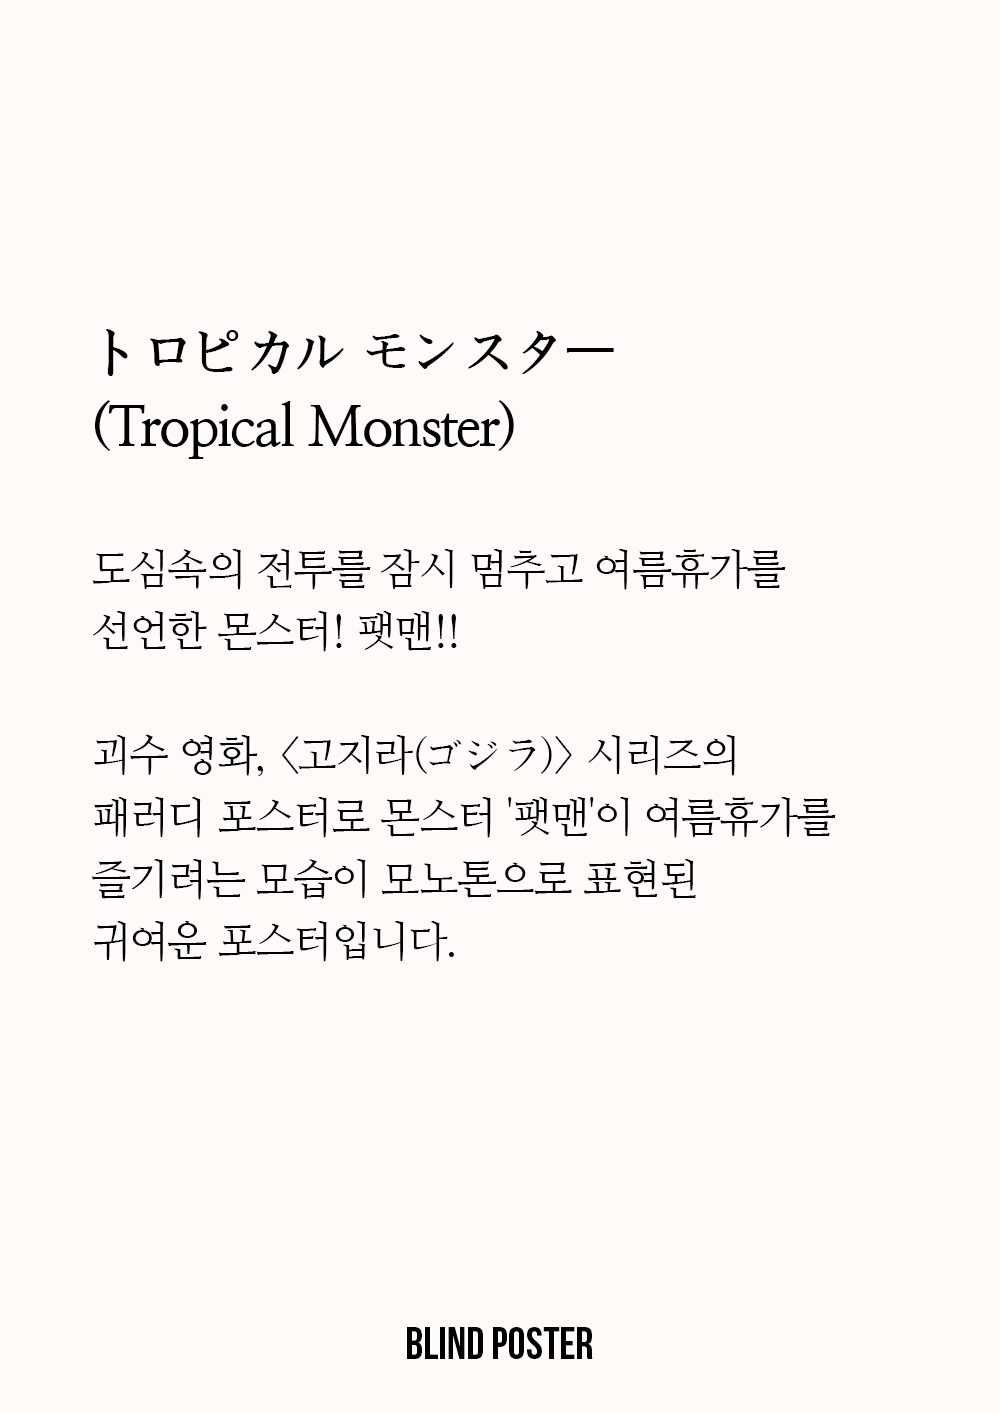 トロピカル モンスター
(Tropical Monster)
도심속의 전투를 잠시 멈추고 여름휴가를
선언한 몬스터! 팻맨!!
괴수 영화, 〈고지라(ゴジラ)〉 시리즈의
패러디 포스터로 몬스터 '팻맨'이 여름휴가를
즐기려는 모습이 모노톤으로 표현된
귀여운 포스터입니다.
BLIND POSTER